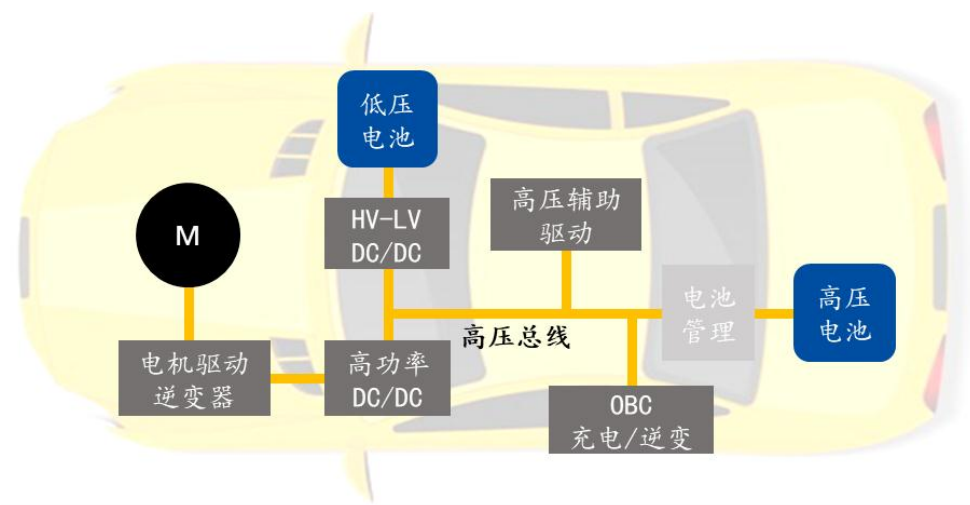 低压
电池
HV-LV
DC/DC
高压辅助
驱动
M
电池
管理
高压
电池
高压总线
电机驱动
逆变器
高功率
DC/DC
OBC
充电/逆变